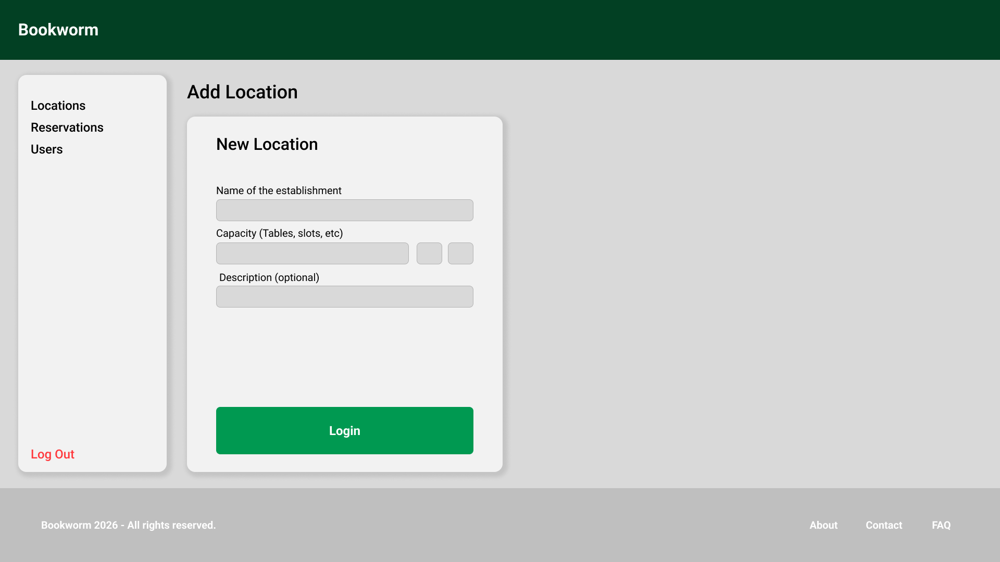 Bookworm
Locations
Reservations
Users
Log Out
Add Location
New Location
Name of the establishment
Capacity (Tables, slots, etc)
Description (optional)
Login
Bookworm 2026 - All rights reserved.
About
Contact
FAQ